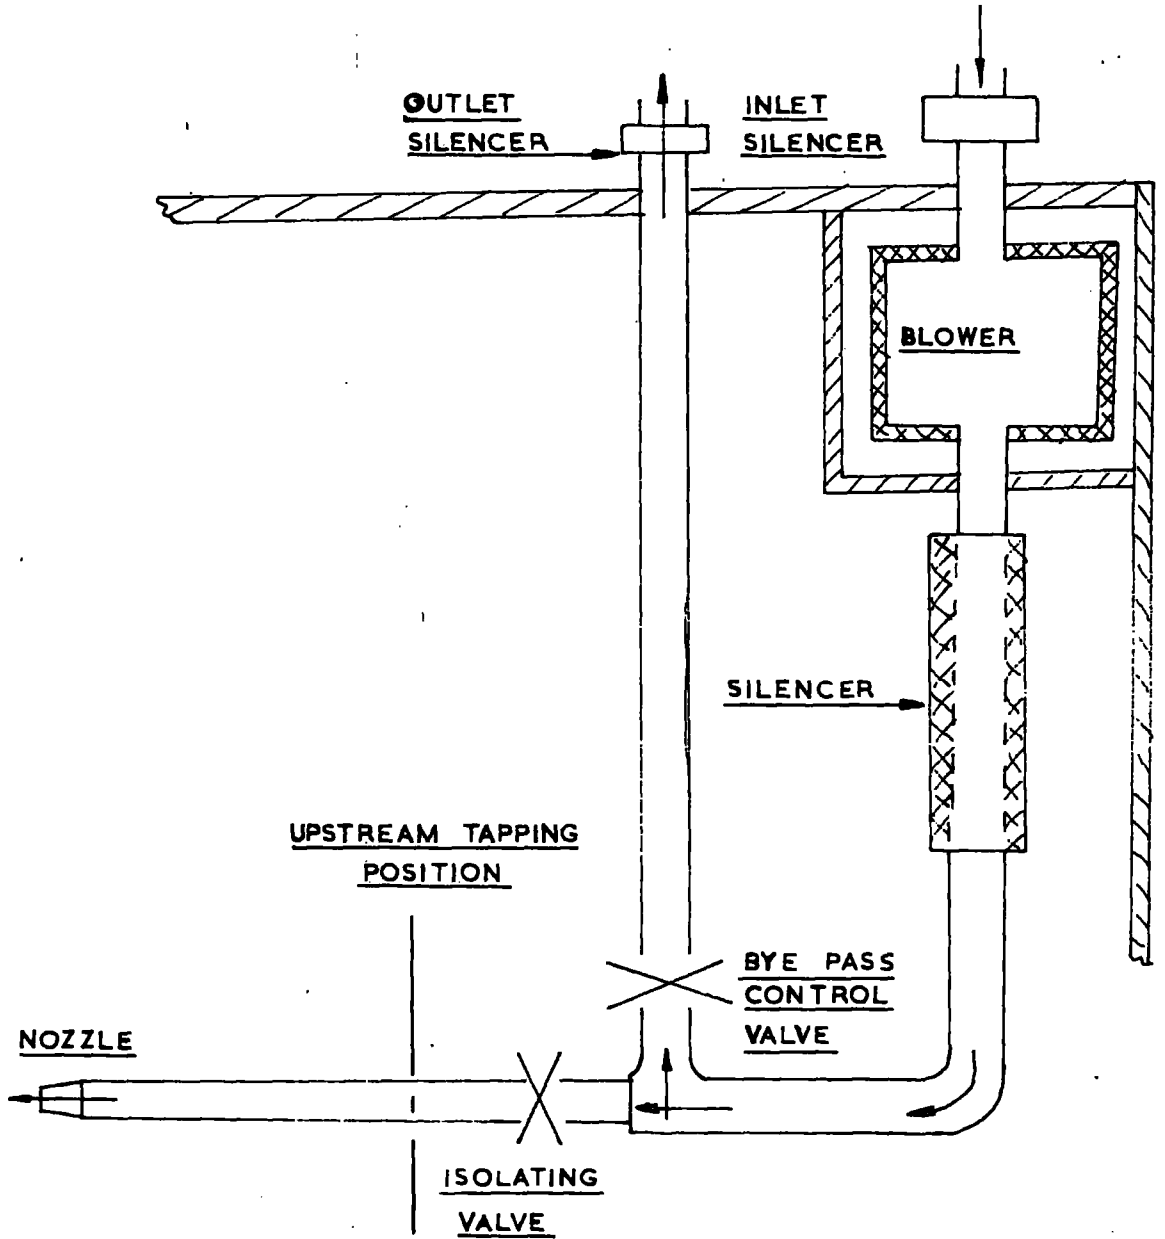 OUTLET
SILENCER
INLET
SILENCER
BLOWER
SILENCER
UPSTREAM TAPPING
POSITION
BYE PASS
CONTROL
VALVE
NOZZLE
ISOLATING
VALVE